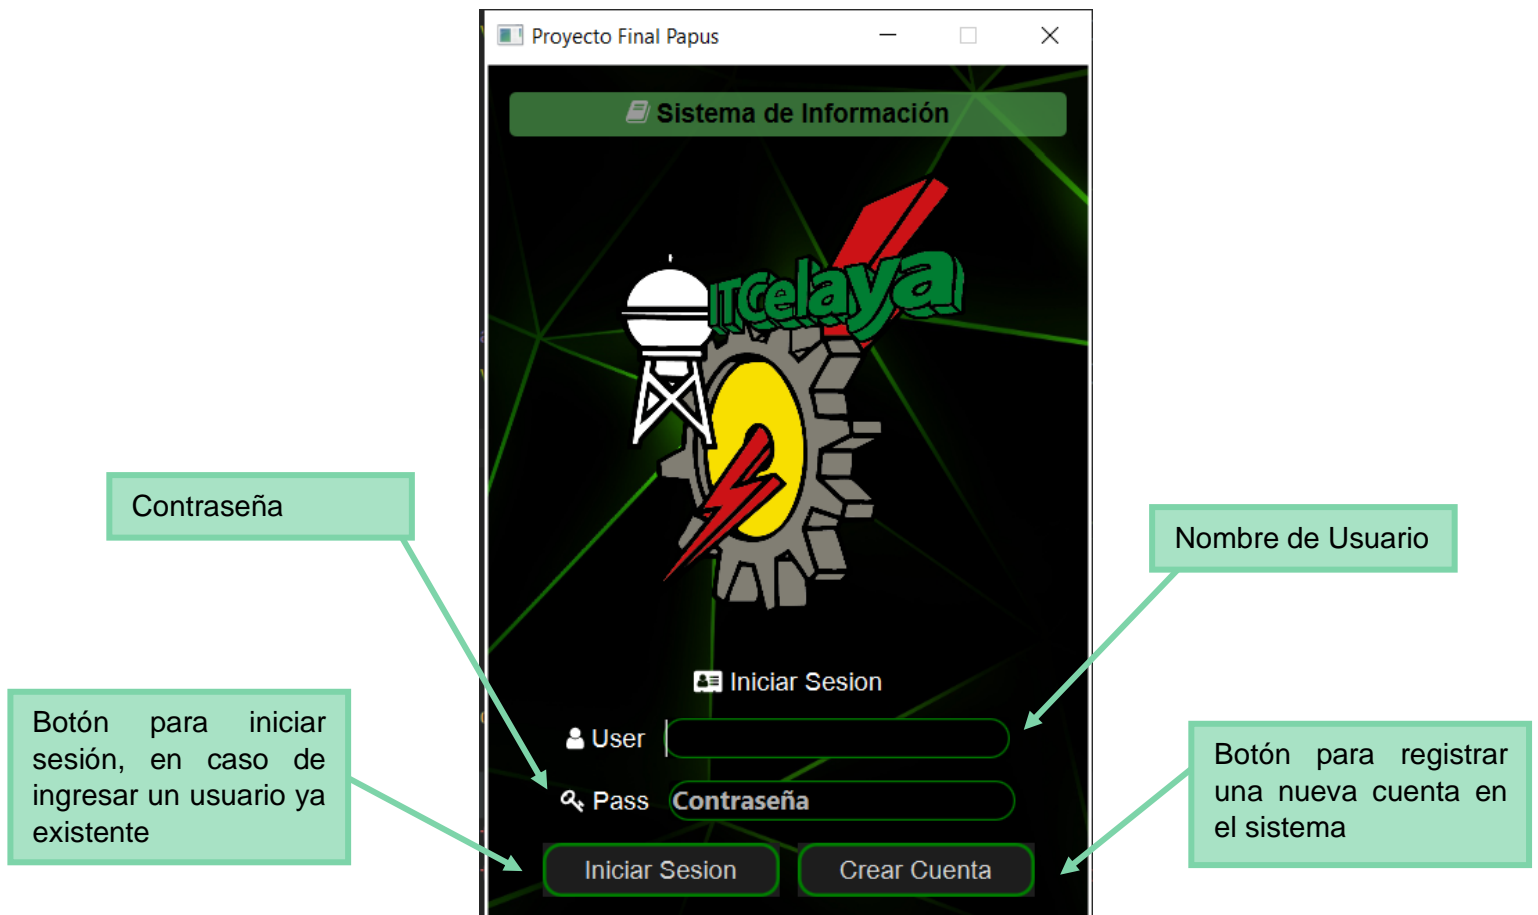 Proyecto Final Papus
Sistema de Información
ITCelaya
Contraseña
Nombre de Usuario
Iniciar Sesion
User
Pass
Contraseña
Botón para iniciar
sesión, en caso de
ingresar un usuario ya
existente
Botón para registrar
una nueva cuenta en
el sistema
Iniciar Sesion
Crear Cuenta